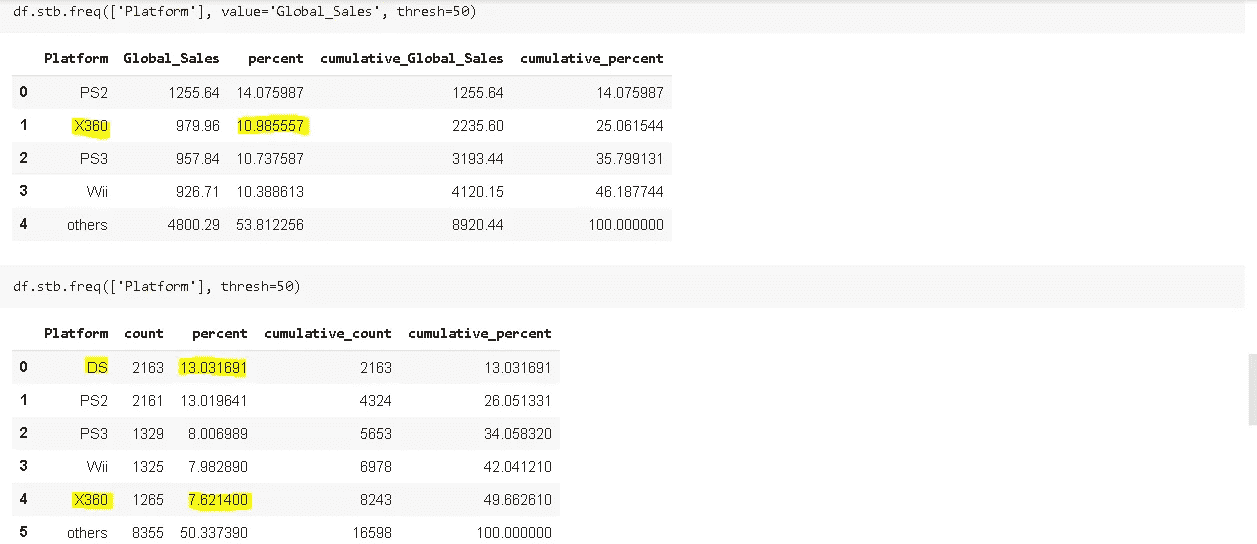 df.stb.freq(['Platform'], value='Global_Sales', thresh=50)
Platform Global_Sales percent cumulative_Global_Sales cumulative_percent
0 PS2 1255.64 14.075987 1255.64 14.075987
1 X360 979.96 10.985557 2235.60 25.061544
2 PS3 957.84 10.737587 3193.44 35.799131
3 Wii 926.71 10.388613 4120.15 46.187744
4 others 4800.29 53.812256 8920.44 100.000000
df.stb.freq(['Platform'], thresh=50)
Platform count percent cumulative_count cumulative_percent
0 DS 2163 13.031691 2163 13.031691
1 PS2 2161 13.019641 4324 26.051331
2 PS3 1329 8.006989 5653 34.058320
3 Wii 1325 7.982890 6978 42.041210
4 X360 1265 7.621400 8243 49.662610
5 others 8355 50.337390 16598 100.000000